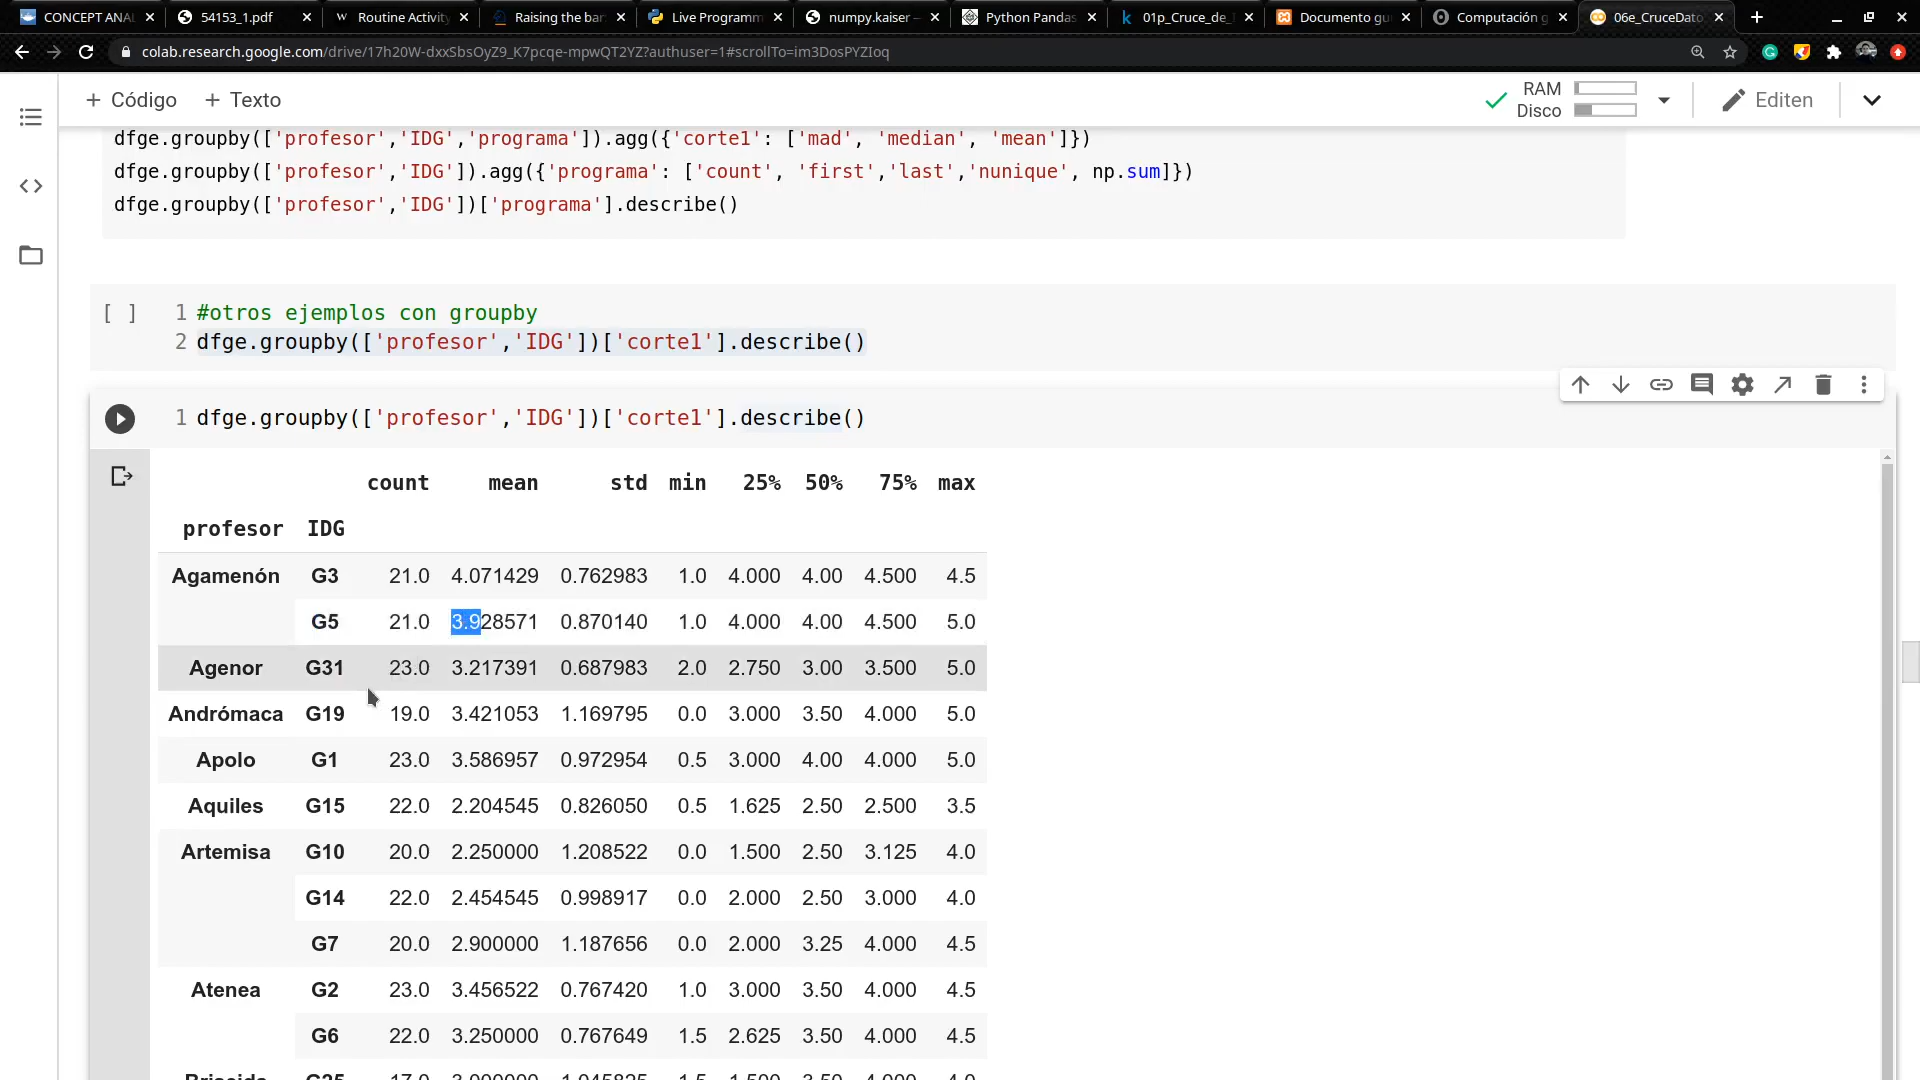 CONCEPT ANAL
54153_1.pdf
Routine Activity
Raising the bar
Live Programm
numpy.kaiser —
Python Pandas
01p_Cruce_de_
Documento gu
Computación g
06e_CruceDato
colab.research.google.com/drive/17h20W-dxxSbsOyZ9_K7pcqe-mpwQT2YZ?authuser=1#scrollTo=im3DosPYZIoq
+ Código + Texto
RAM
Disco
Editen
dfge.groupby(['profesor','IDG','programa']).agg({'corte1': ['mad', 'median', 'mean']})
dfge.groupby(['profesor','IDG']).agg({'programa': ['count', 'first','last','nunique', np.sum]})
dfge.groupby(['profesor','IDG'])['programa'].describe()
[ ] 1 #otros ejemplos con groupby
2 dfge.groupby(['profesor','IDG'])['corte1'].describe()
1 dfge.groupby(['profesor','IDG'])['corte1'].describe()
count mean std min 25% 50% 75% max
profesor IDG
Agamenón G3 21.0 4.071429 0.762983 1.0 4.000 4.00 4.500 4.5
G5 21.0 3.928571 0.870140 1.0 4.000 4.00 4.500 5.0
Agenor G31 23.0 3.217391 0.687983 2.0 2.750 3.00 3.500 5.0
Andrómaca G19 19.0 3.421053 1.169795 0.0 3.000 3.50 4.000 5.0
Apolo G1 23.0 3.586957 0.972954 0.5 3.000 4.00 4.000 5.0
Aquiles G15 22.0 2.204545 0.826050 0.5 1.625 2.50 2.500 3.5
Artemisa G10 20.0 2.250000 1.208522 0.0 1.500 2.50 3.125 4.0
G14 22.0 2.454545 0.998917 0.0 2.000 2.50 3.000 4.0
G7 20.0 2.900000 1.187656 0.0 2.000 3.25 4.000 4.5
Atenea G2 23.0 3.456522 0.767420 1.0 3.000 3.50 4.000 4.5
G6 22.0 3.250000 0.767649 1.5 2.625 3.50 4.000 4.5